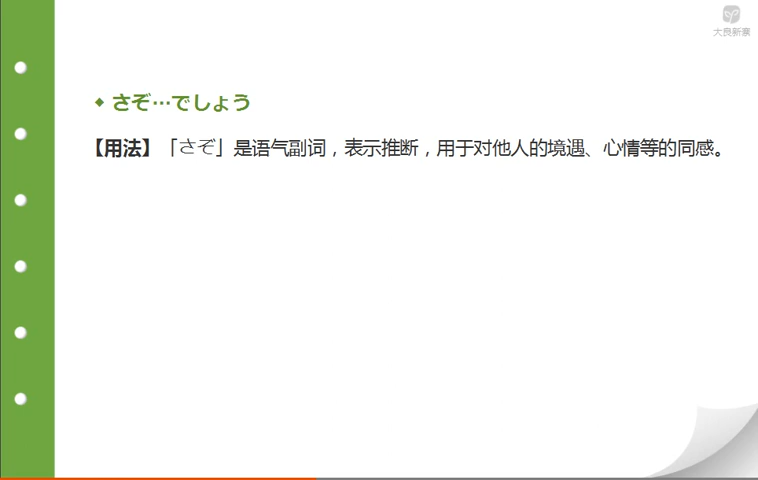 大良新寨
◆ さぞ…でしょう
【用法】「さぞ」是语气副词，表示推断，用于对他人的境遇、心情等的同感。